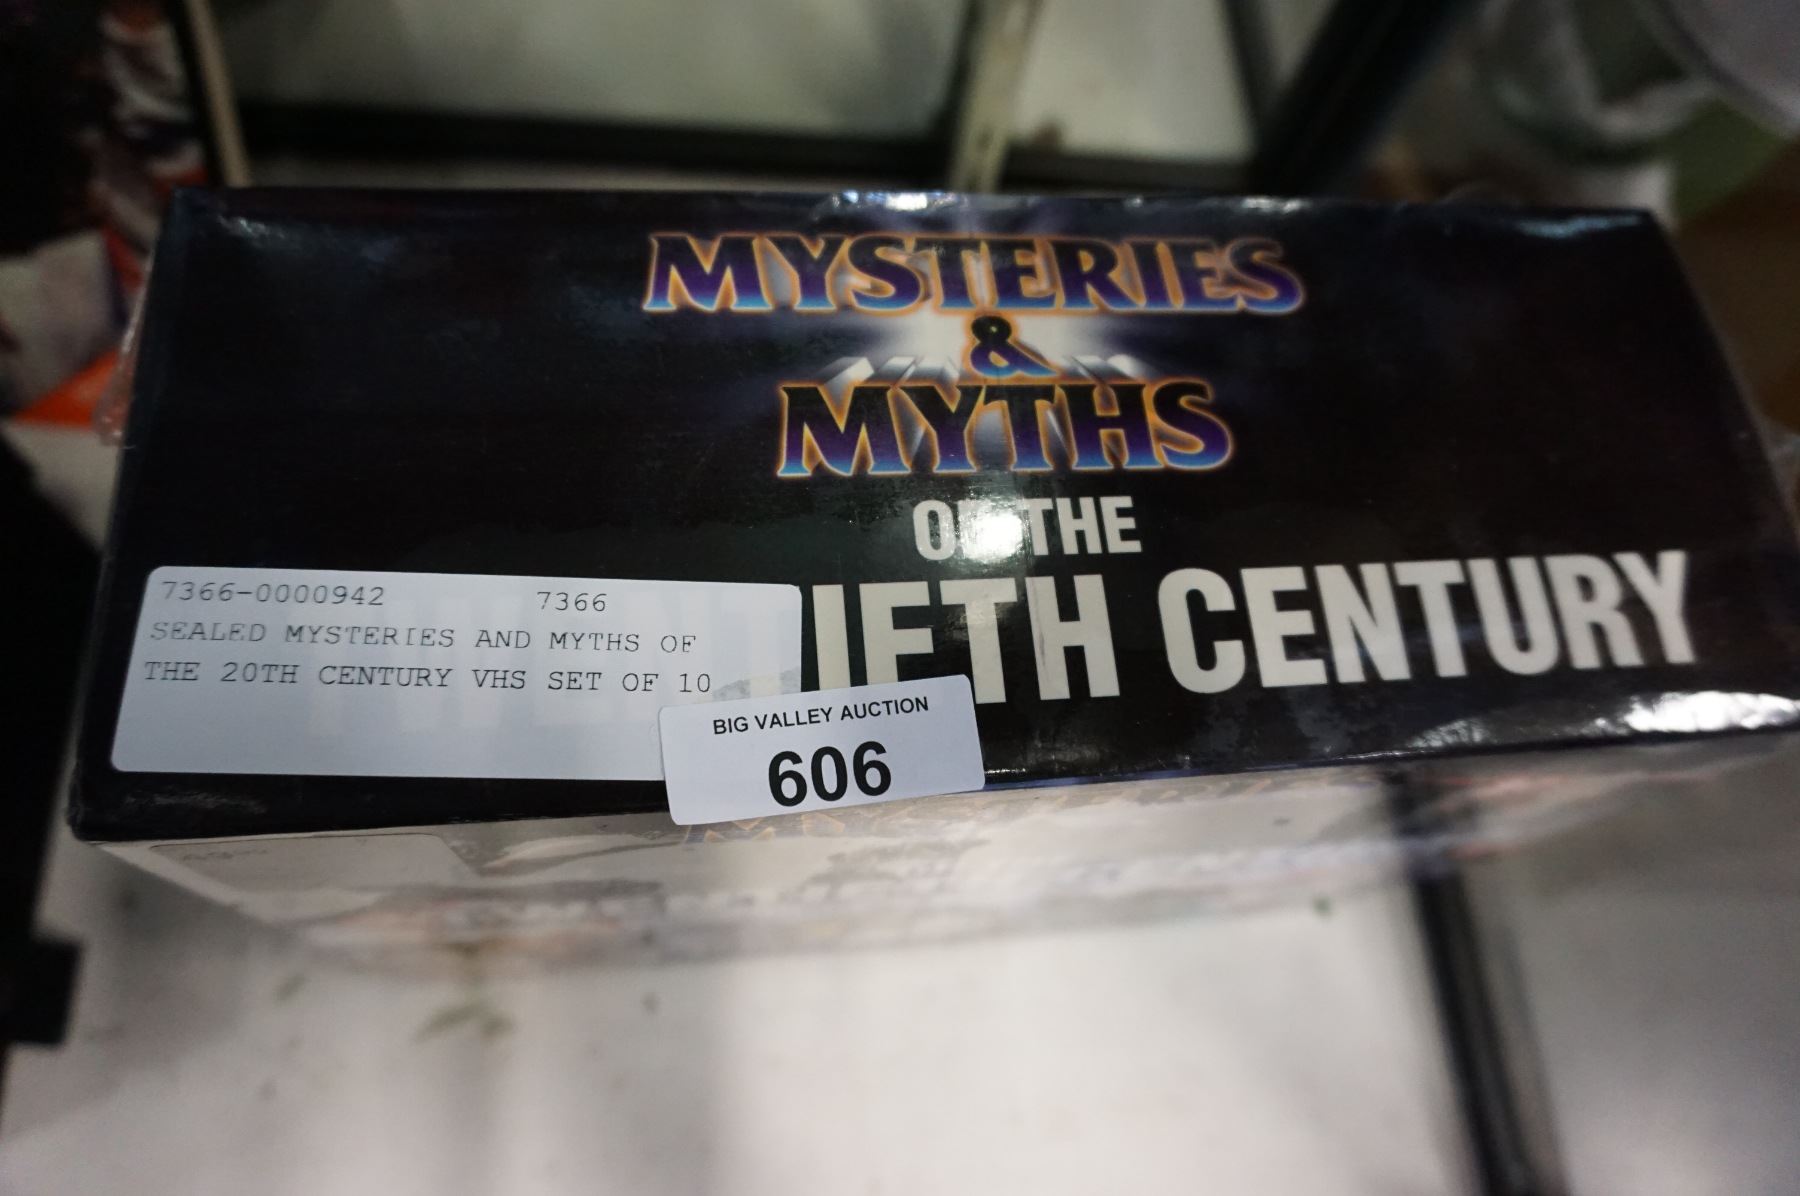 MYSTERIES
&
MYTHS
OF THE
TWENTIETH CENTURY
7366-0000942 7366
SEALED MYSTERIES AND MYTHS OF
THE 20TH CENTURY VHS SET OF 10
BIG VALLEY AUCTION
606